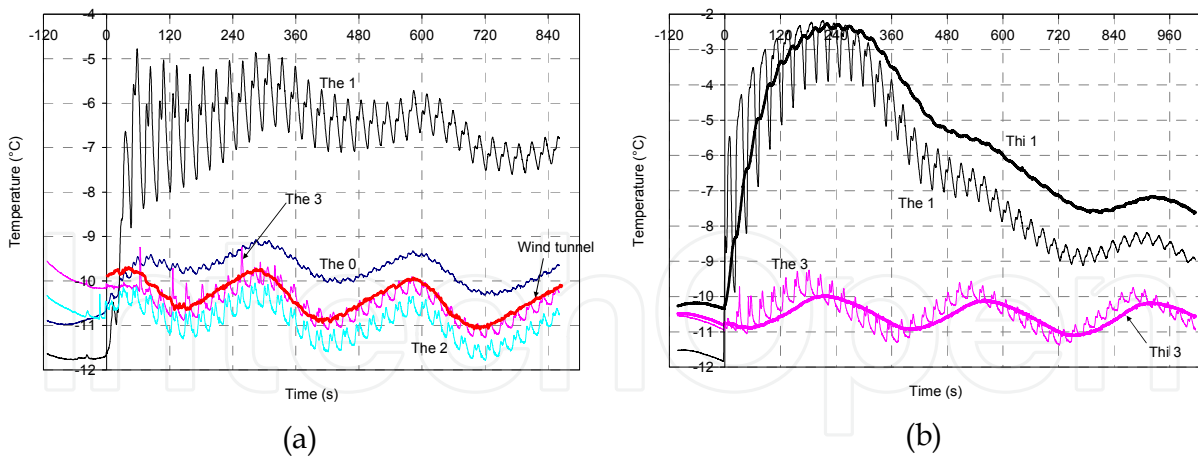 -120 0 120 240 360 480 600 720 840
-4
-5
-6
-7
-8
-9
-10
-11
-12
Temperature (°C)
The 1
The 3
The 0
Wind tunnel
The 2
Time (s)
(a)
-120 0 120 240 360 480 600 720 840 960
-2
-3
-4
-5
-6
-7
-8
-9
-10
-11
-12
Temperature (°C)
Thi 1
The 1
The 3
Thi 3
Time (s)
(b)
InTechOpen